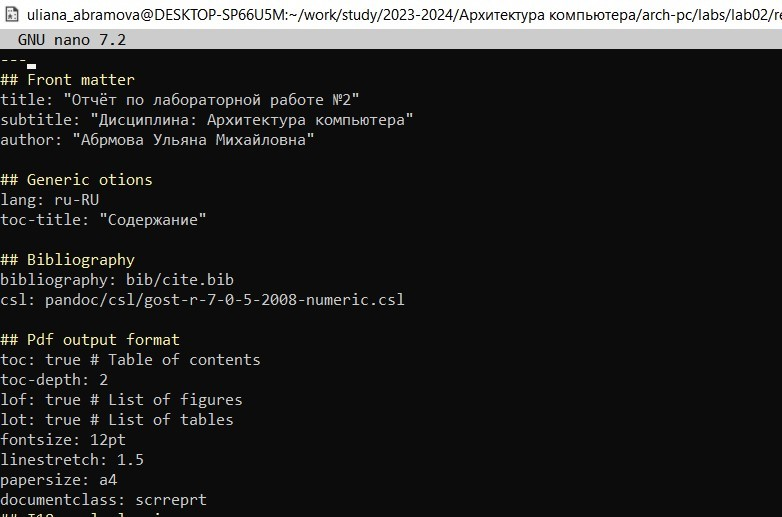 uliana_abramova@DESKTOP-SP66U5M:~/work/study/2023-2024/Архитектура компьютера/arch-pc/labs/lab02/re
GNU nano 7.2
---
## Front matter
title: "Отчёт по лабораторной работе №2"
subtitle: "Дисциплина: Архитектура компьютера"
author: "Абрмова Ульяна Михайловна"
## Generic otions
lang: ru-RU
toc-title: "Содержание"
## Bibliography
bibliography: bib/cite.bib
csl: pandoc/csl/gost-r-7-0-5-2008-numeric.csl
## Pdf output format
toc: true # Table of contents
toc-depth: 2
lof: true # List of figures
lot: true # List of tables
fontsize: 12pt
linestretch: 1.5
papersize: a4
documentclass: scrreprt